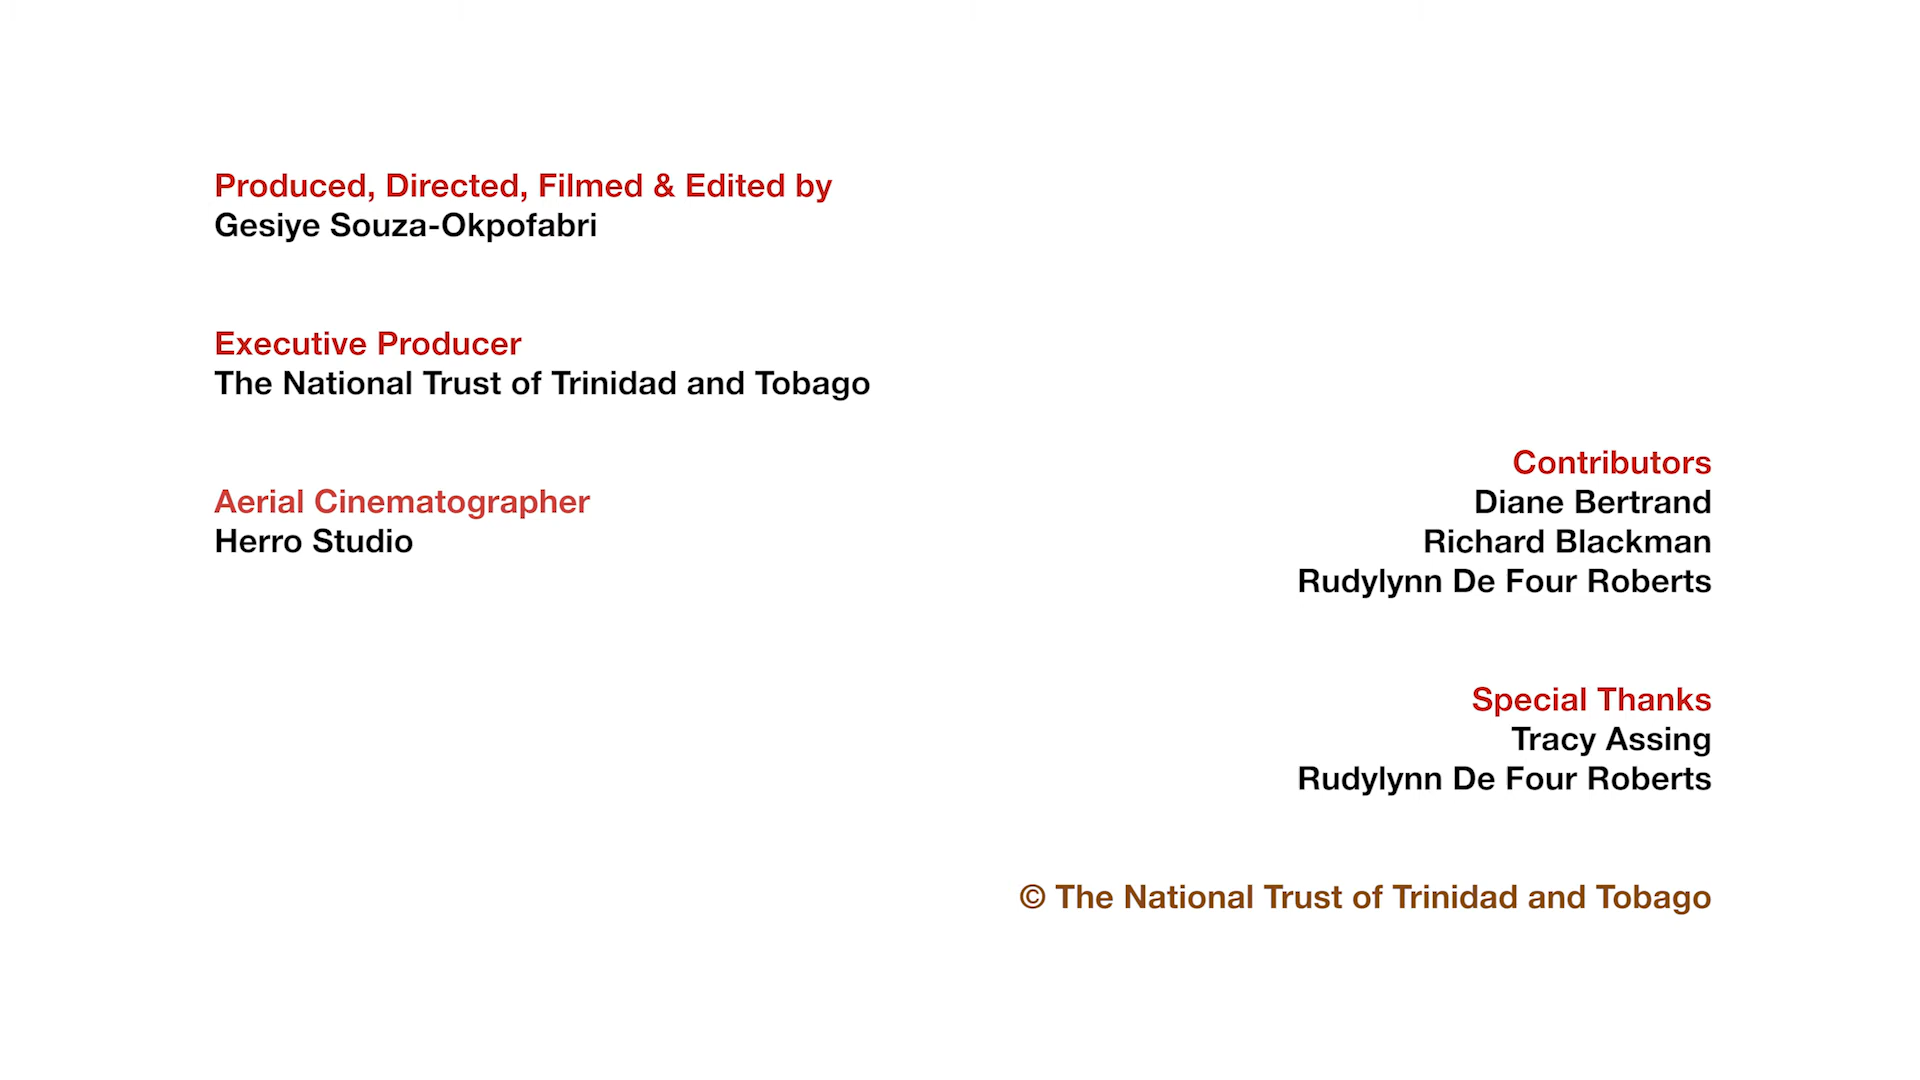 Produced, Directed, Filmed & Edited by
Gesiye Souza-Okpofabri
Executive Producer
The National Trust of Trinidad and Tobago
Aerial Cinematographer
Herro Studio
Contributors
Diane Bertrand
Richard Blackman
Rudylynn De Four Roberts
Special Thanks
Tracy Assing
Rudylynn De Four Roberts
© The National Trust of Trinidad and Tobago